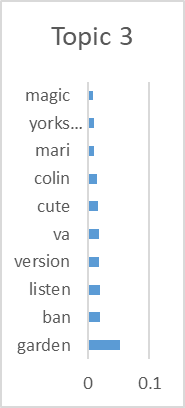 Topic 3
magic
yorks...
mari
colin
cute
va
version
listen
ban
garden
0 0.1